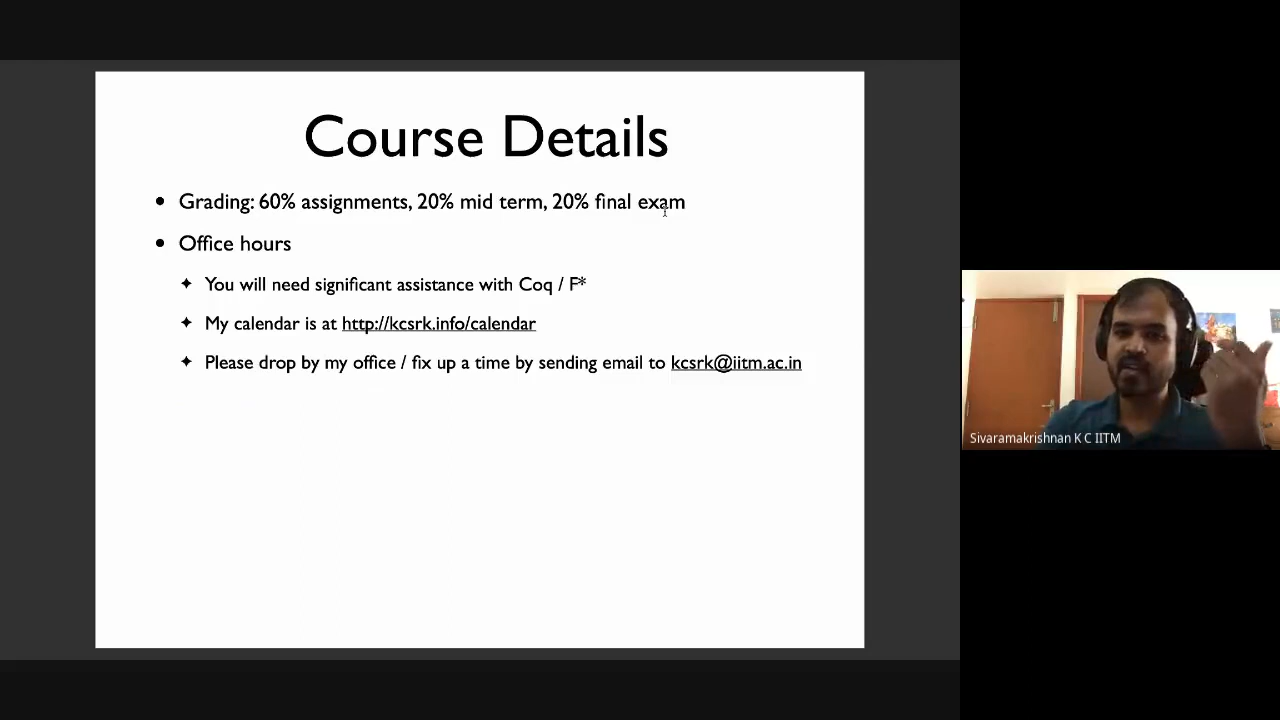 Course Details
• Grading: 60% assignments, 20% mid term, 20% final exam
• Office hours
✦ You will need significant assistance with Coq / F*
✦ My calendar is at http://kcsrk.info/calendar
✦ Please drop by my office / fix up a time by sending email to kcsrk@iitm.ac.in
Sivaramakrishnan K C IITM